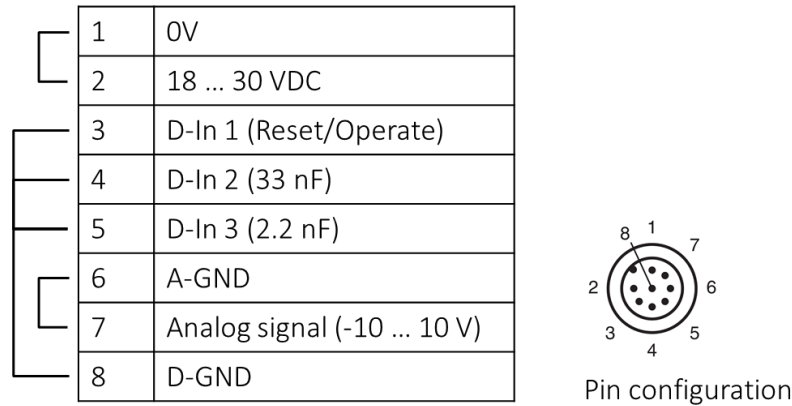 1 0V
2 18 ... 30 VDC
3 D-In 1 (Reset/Operate)
4 D-In 2 (33 nF)
5 D-In 3 (2.2 nF)
6 A-GND
7 Analog signal (-10 ... 10 V)
8 D-GND
8 1 7
2 6
3 4 5
Pin configuration